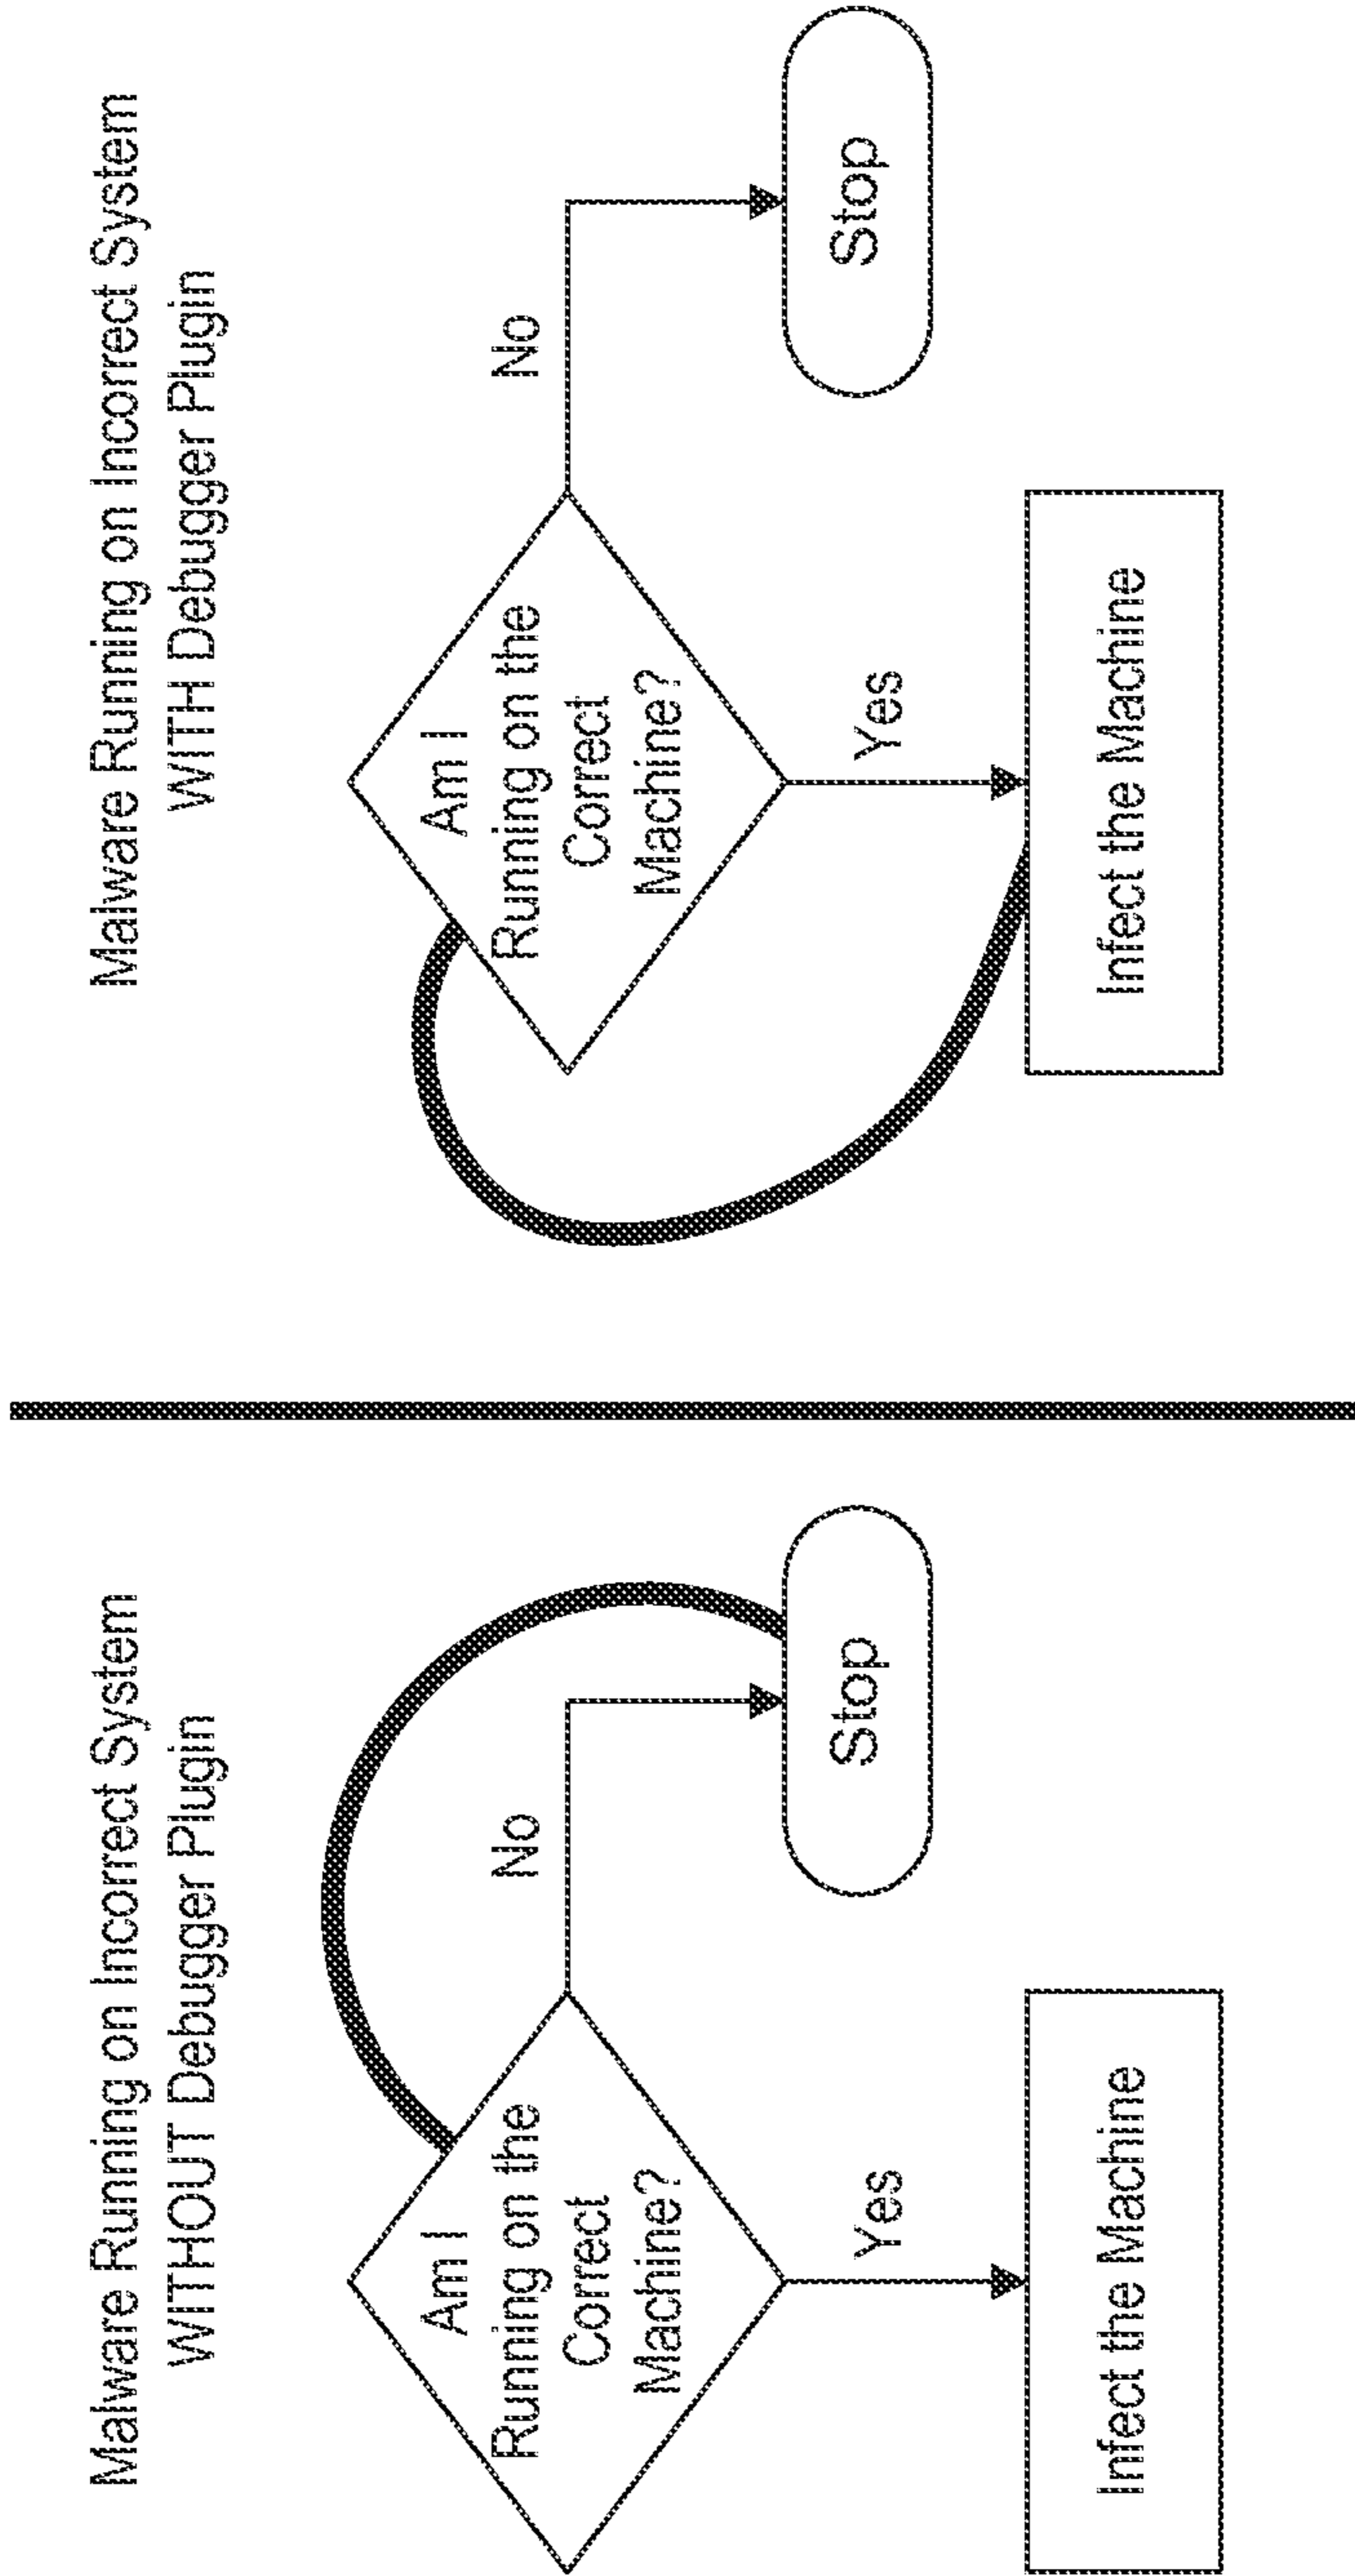 Malware Running on Incorrect System
WITHOUT Debugger Plugin
Am I
Running on the
Correct
Machine?
No
Stop
Yes
Infect the Machine
Malware Running on Incorrect System
WITH Debugger Plugin
Am I
Running on the
Correct
Machine?
No
Stop
Yes
Infect the Machine